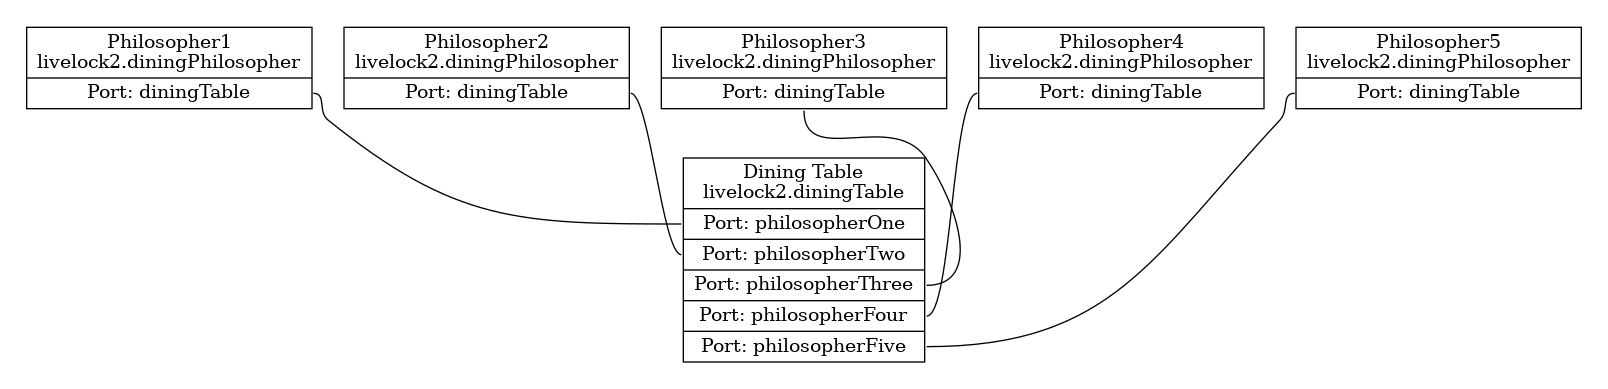 Philosopher1
livelock2.diningPhilosopher
Port: diningTable
Philosopher2
livelock2.diningPhilosopher
Port: diningTable
Philosopher3
livelock2.diningPhilosopher
Port: diningTable
Philosopher4
livelock2.diningPhilosopher
Port: diningTable
Philosopher5
livelock2.diningPhilosopher
Port: diningTable
Dining Table
livelock2.diningTable
Port: philosopherOne
Port: philosopherTwo
Port: philosopherThree
Port: philosopherFour
Port: philosopherFive